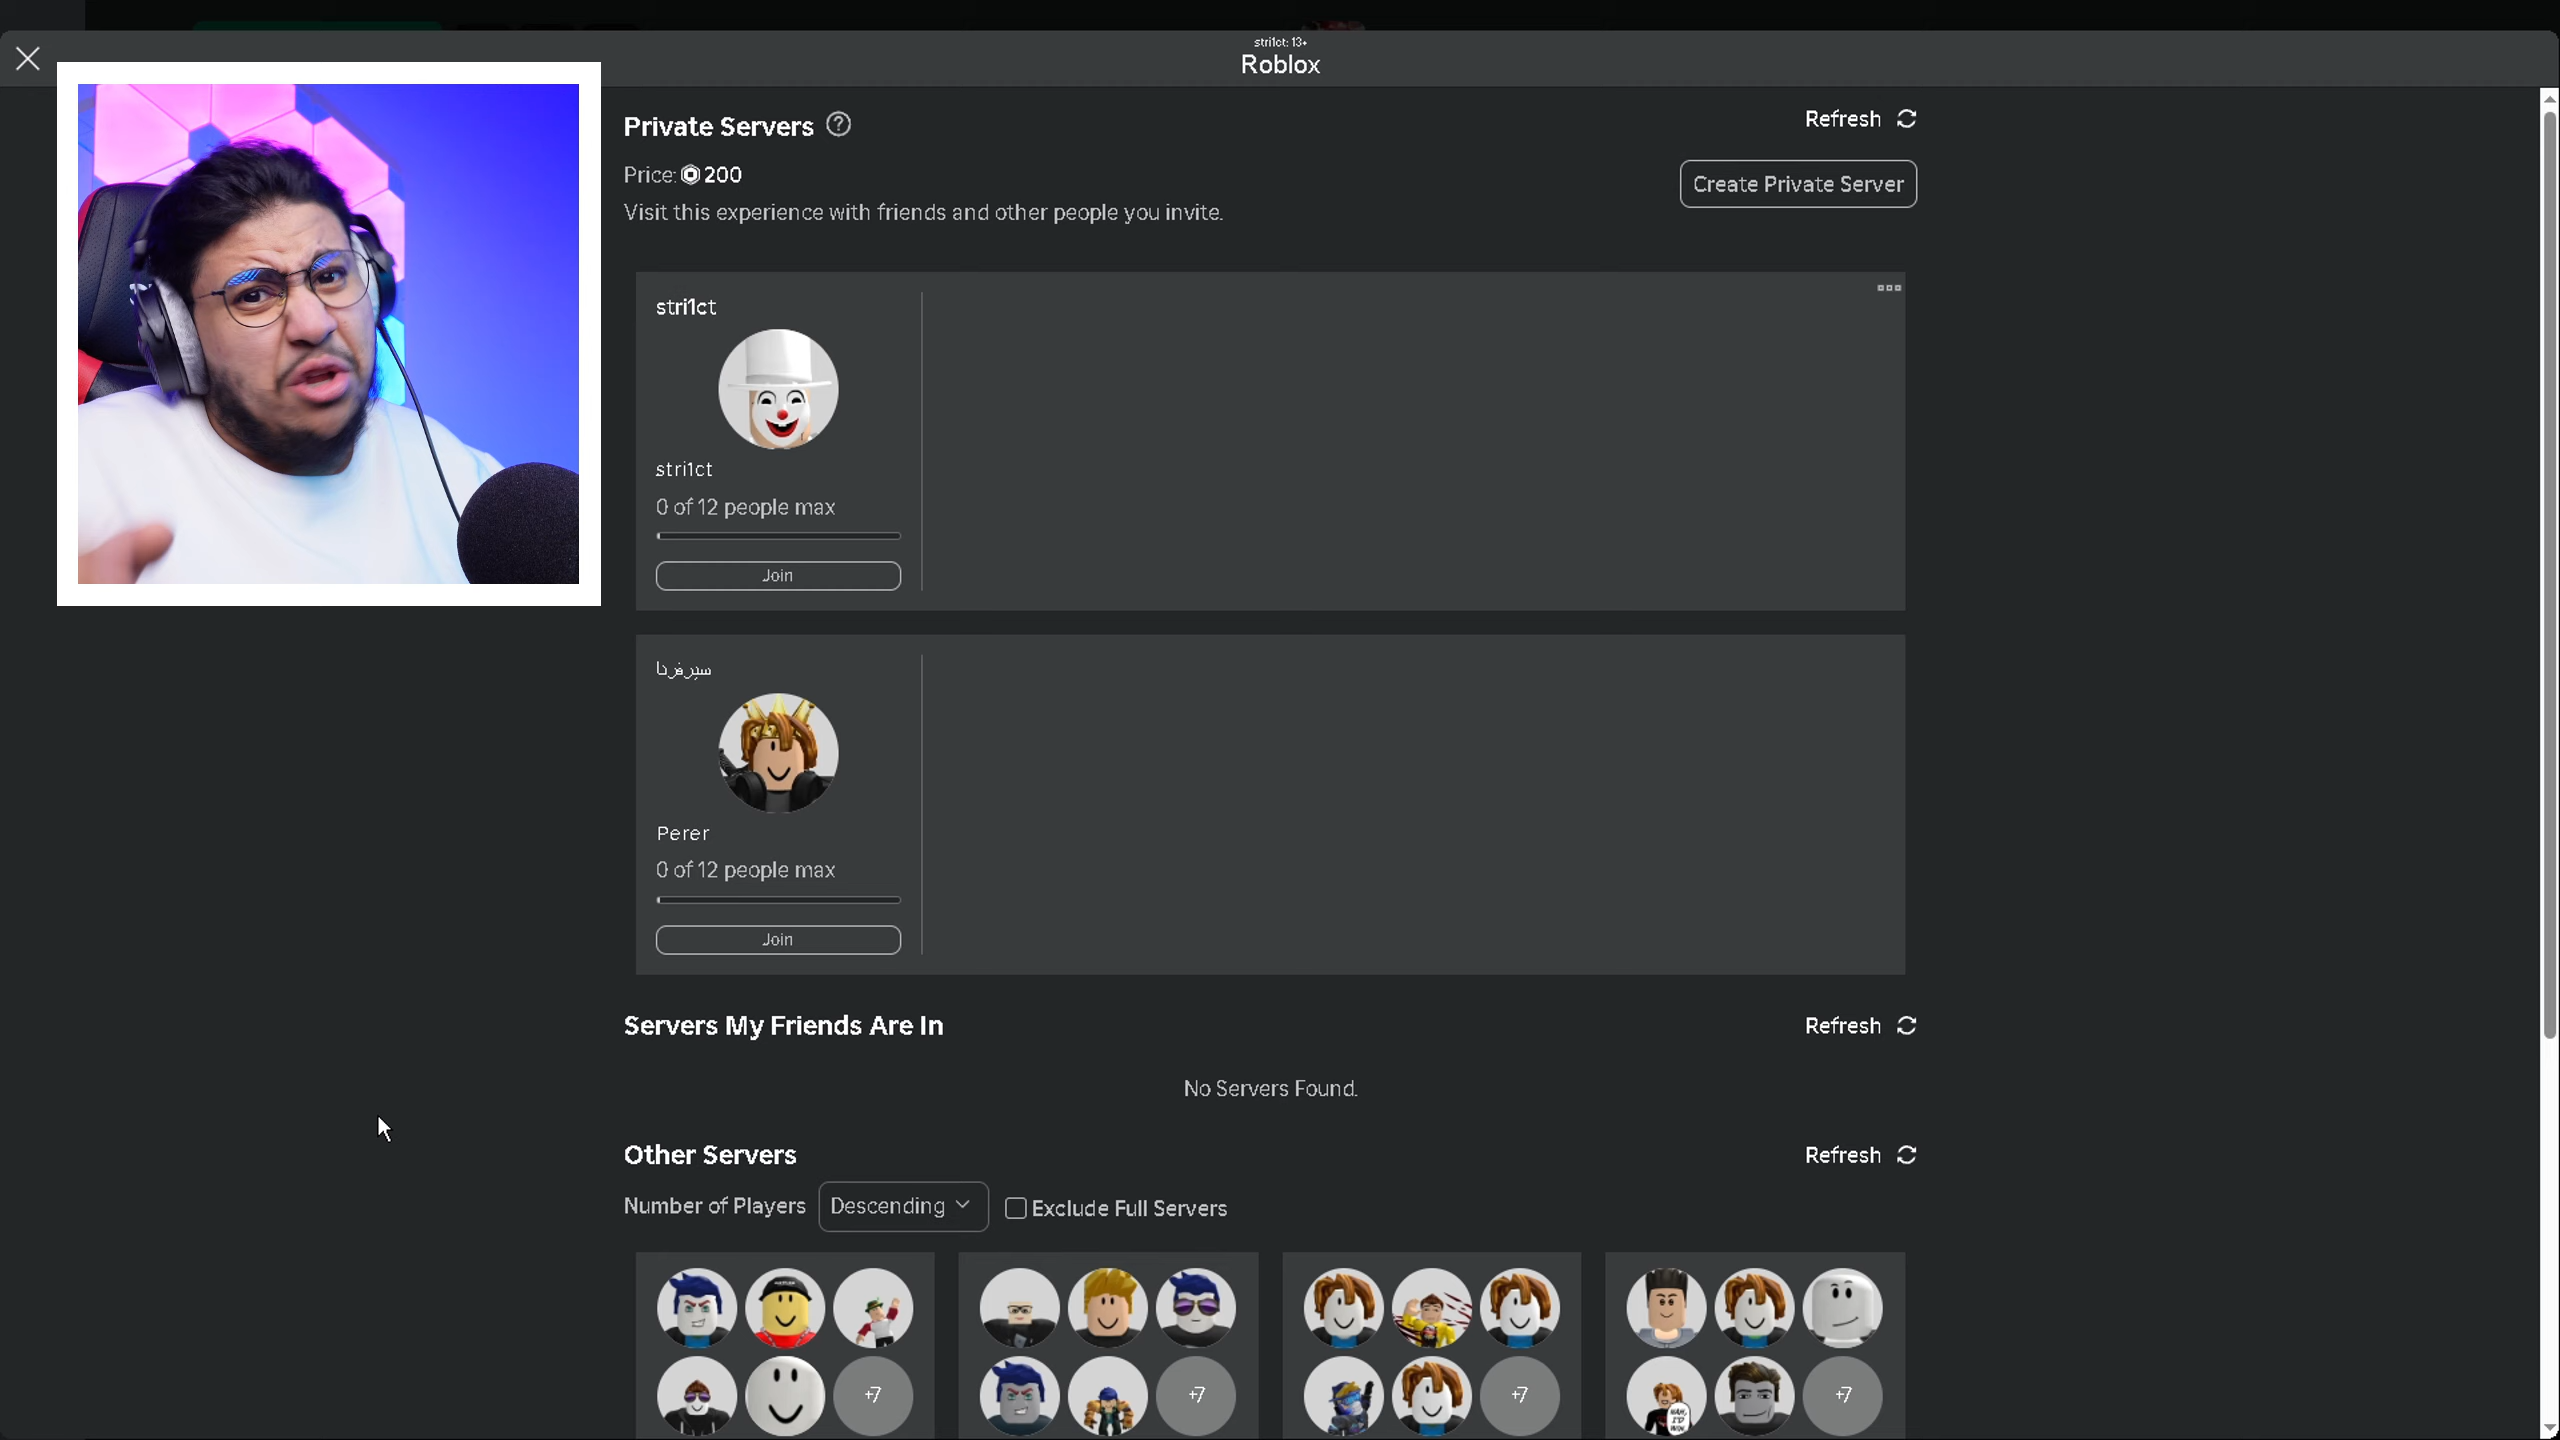 stri1ct: 13+
Roblox
Private Servers
Refresh
Price: 200
Create Private Server
Visit this experience with friends and other people you invite.
stri1ct
stri1ct
0 of 12 people max
Join
سيرفرنا
Perer
0 of 12 people max
Join
Servers My Friends Are In
Refresh
No Servers Found.
Other Servers
Refresh
Number of Players
Descending
Exclude Full Servers
+7
+7
+7
+7
NAH, I'D WIN